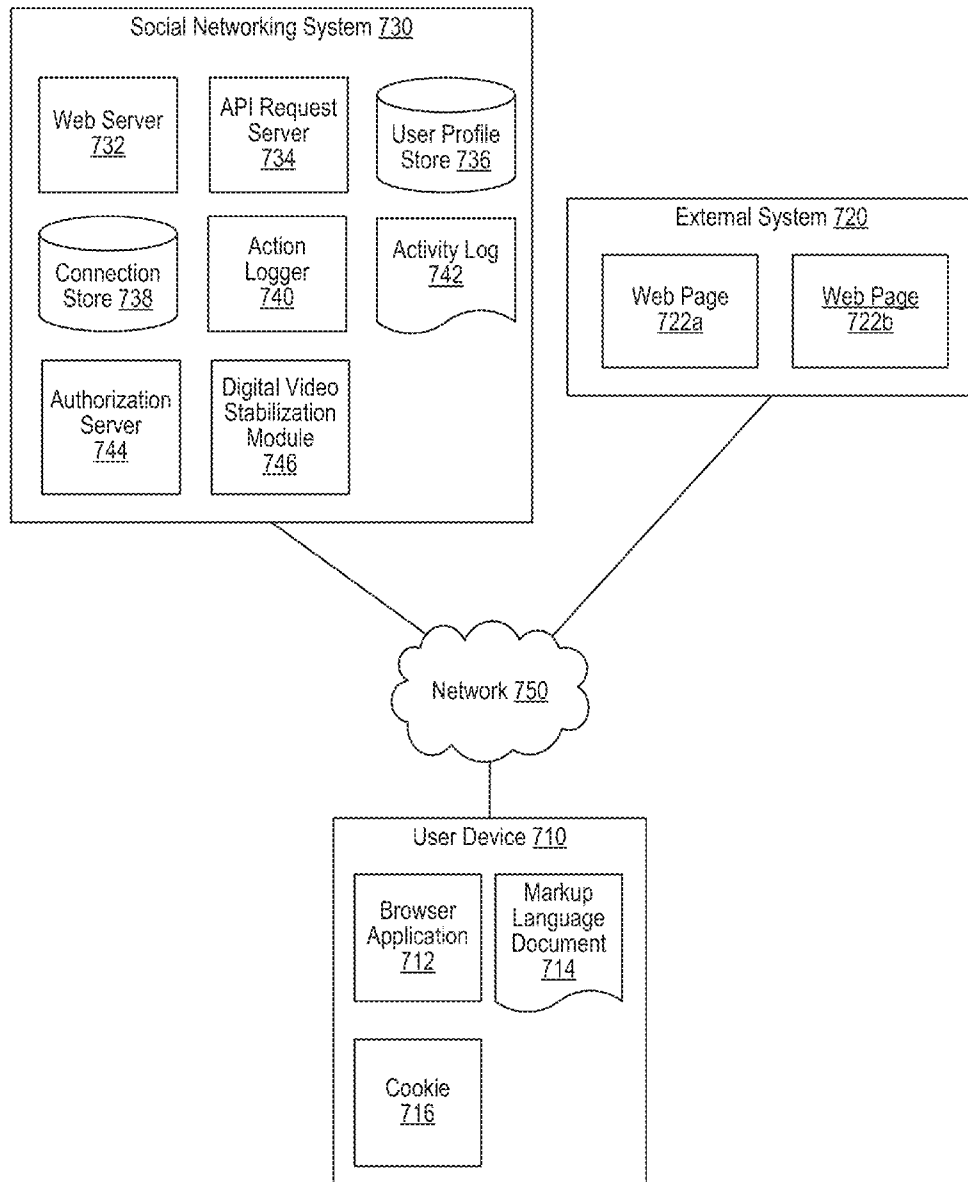 Social Networking System 730
Web Server
732
API Request
Server
734
User Profile
Store 736
Connection
Store 738
Action
Logger
740
Activity Log
742
Authorization
Server
744
Digital Video
Stabilization
Module
746
External System 720
Web Page
722a
Web Page
722b
Network 750
User Device 710
Browser
Application
712
Markup
Language
Document
714
Cookie
716